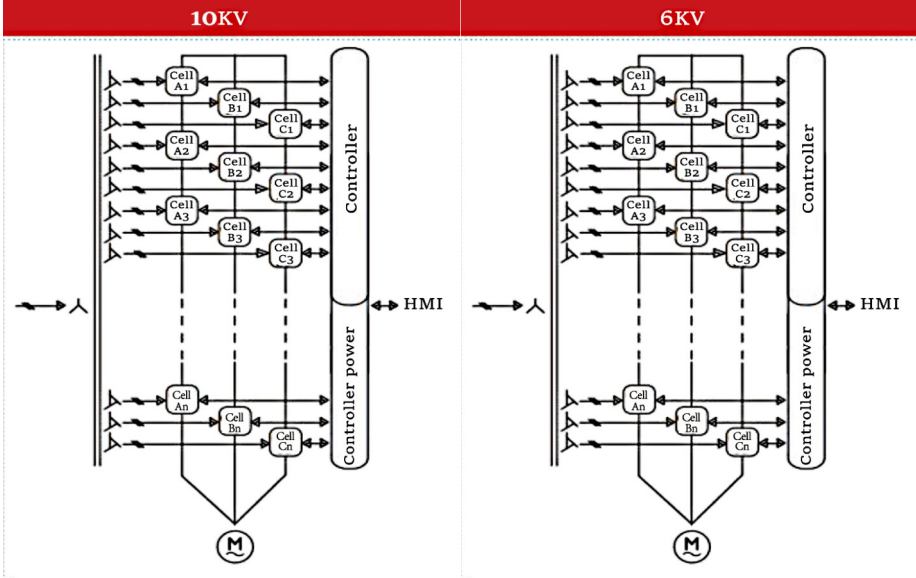 10KV
Cell
A1
Cell
B1
Cell
C1
Cell
A2
Cell
B2
Cell
C2
Cell
A3
Cell
B3
Cell
C3
Controller
HMI
Controller power
Cell
An
Cell
Bn
Cell
Cn
M
6KV
Cell
A1
Cell
B1
Cell
C1
Cell
A2
Cell
B2
Cell
C2
Cell
A3
Cell
B3
Cell
C3
Controller
HMI
Controller power
Cell
An
Cell
Bn
Cell
Cn
M